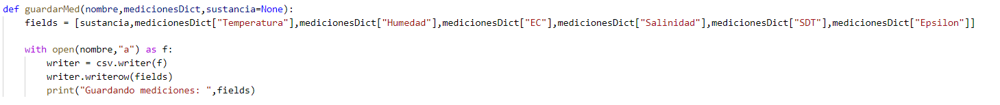 def guardarMed(nombre,medicionesDict,sustancia=None):
    fields = [sustancia,medicionesDict["Temperatura"],medicionesDict["Humedad"],medicionesDict["EC"],medicionesDict["Salinidad"],medicionesDict["SDT"],medicionesDict["Epsilon"]]
    with open(nombre,"a") as f:
        writer = csv.writer(f)
        writer.writerow(fields)
        print("Guardando mediciones: ",fields)